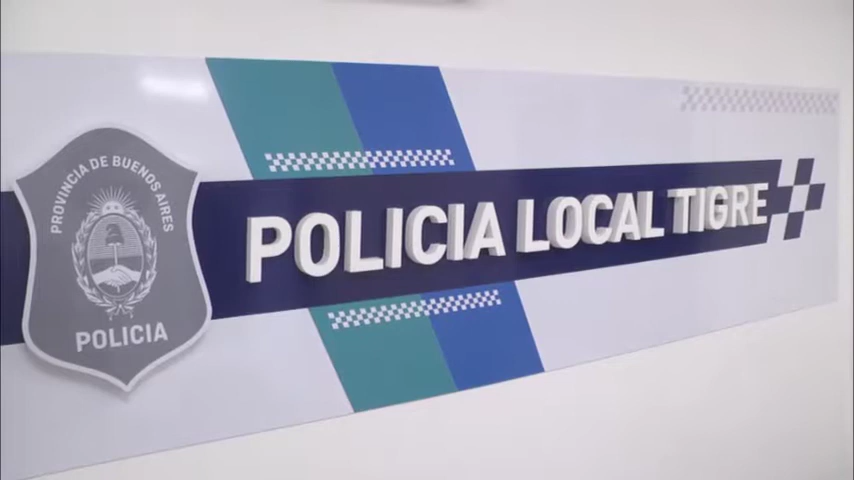 PROVINCIA DE BUENOS AIRES
POLICIA
POLICIA LOCAL TIGRE